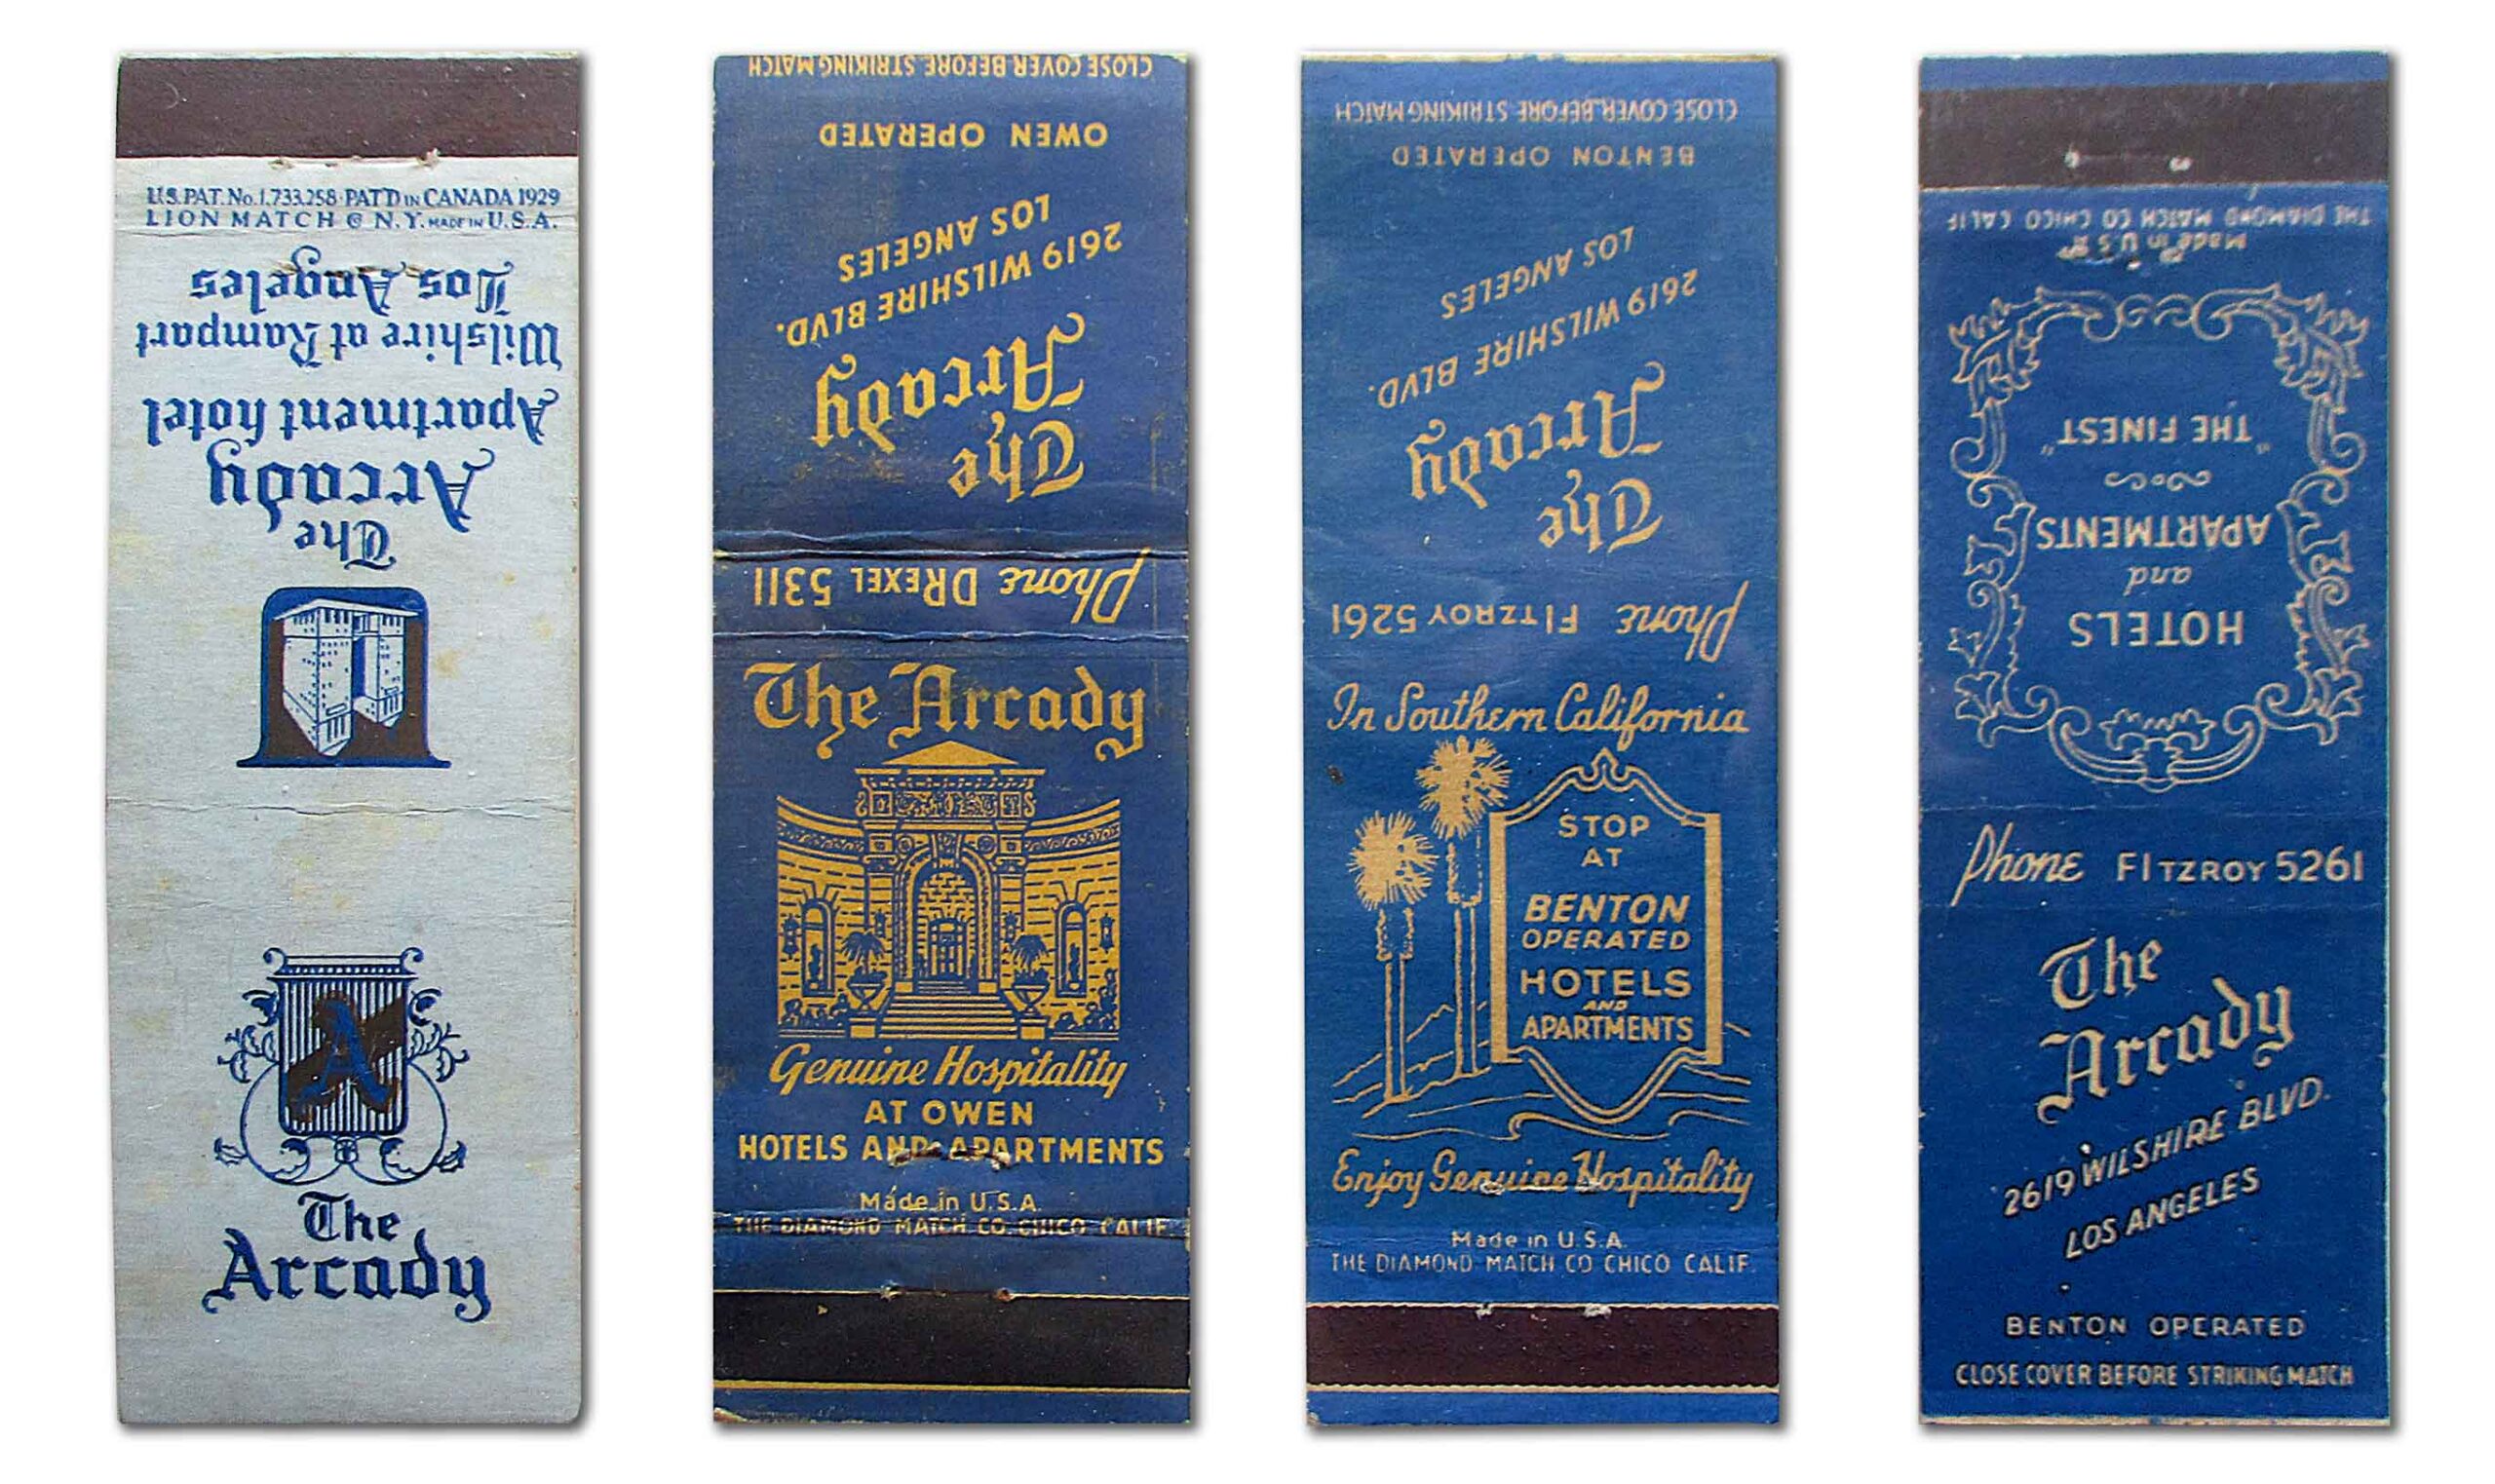 U.S. PAT. No. 1,733,258 · PAT'D IN CANADA 1929
LION MATCH Co N.Y. MADE IN U.S.A.
The
Arcady
Apartment hotel
Wilshire at Rampart
Los Angeles
A
The
Arcady
The
Arcady
2619 WILSHIRE BLVD.
LOS ANGELES
OWEN OPERATED
CLOSE COVER BEFORE STRIKING MATCH
Phone DREXEL 5311
The Arcady
Genuine Hospitality
AT OWEN
HOTELS AND APARTMENTS
Made in U.S.A.
THE DIAMOND MATCH CO. CHICO CALIF.
The
Arcady
2619 WILSHIRE BLVD.
LOS ANGELES
BENTON OPERATED
CLOSE COVER BEFORE STRIKING MATCH
Phone FITZROY 5261
In Southern California
STOP
AT
BENTON
OPERATED
HOTELS
AND
APARTMENTS
Enjoy Genuine Hospitality
Made in U.S.A.
THE DIAMOND MATCH CO CHICO CALIF.
HOTELS
and
APARTMENTS
"THE FINEST"
Made in U.S.A.
THE DIAMOND MATCH CO CHICO CALIF
Phone FITZROY 5261
The
Arcady
2619 WILSHIRE BLVD.
LOS ANGELES
BENTON OPERATED
CLOSE COVER BEFORE STRIKING MATCH